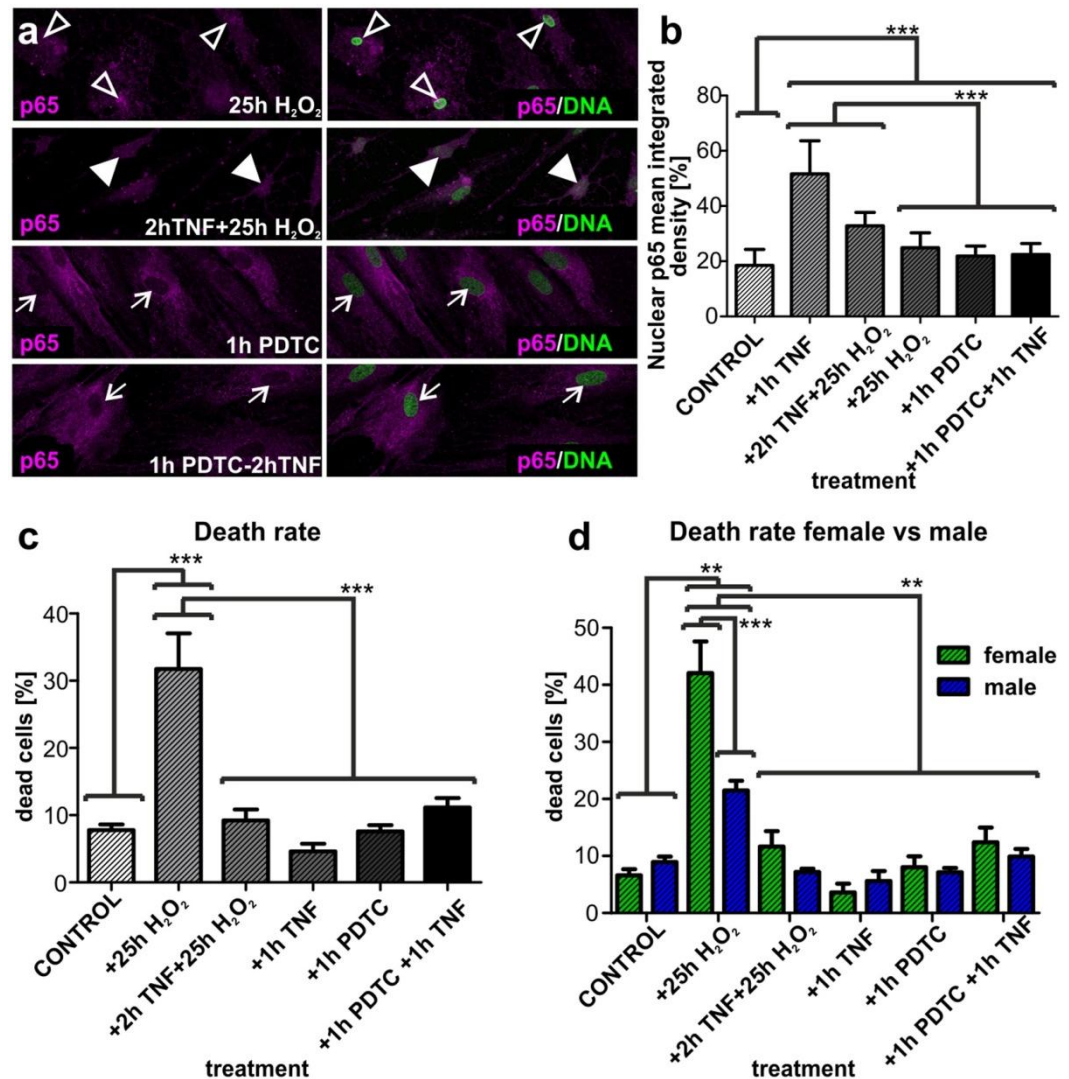 a
p65
25h H₂O₂
p65/DNA
p65
2hTNF+25h H₂O₂
p65/DNA
p65
1h PDTC
p65/DNA
p65
1h PDTC-2hTNF
p65/DNA
b
***
***
Nuclear p65 mean integrated
density [%]
80
60
40
20
0
CONTROL
+1h TNF
+2h TNF+25h H₂O₂
+25h H₂O₂
+1h PDTC
+1h PDTC+1h TNF
treatment
c
Death rate
***
***
dead cells [%]
40
30
20
10
0
CONTROL
+25h H₂O₂
+2h TNF+25h H₂O₂
+1h TNF
+1h PDTC
+1h PDTC +1h TNF
treatment
d
Death rate female vs male
**
**
***
female
male
dead cells [%]
50
40
30
20
10
0
CONTROL
+25h H₂O₂
+2h TNF+25h H₂O₂
+1h TNF
+1h PDTC
+1h PDTC +1h TNF
treatment